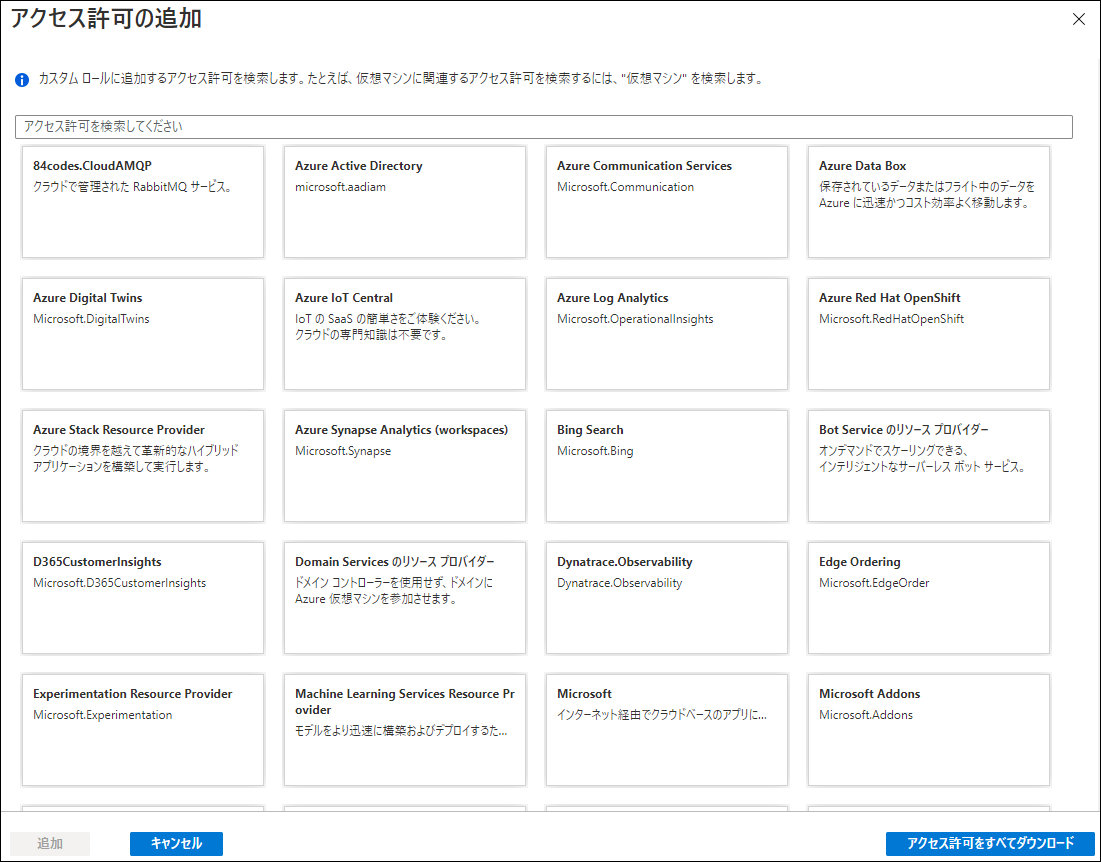 アクセス許可の追加
カスタム ロールに追加するアクセス許可を検索します。たとえば、仮想マシンに関連するアクセス許可を検索するには、"仮想マシン" を検索します。
アクセス許可を検索してください
84codes.CloudAMQP
クラウドで管理された RabbitMQ サービス。
Azure Active Directory
microsoft.aadiam
Azure Communication Services
Microsoft.Communication
Azure Data Box
保存されているデータまたはフライト中のデータを
Azure に迅速かつコスト効率よく移動します。
Azure Digital Twins
Microsoft.DigitalTwins
Azure IoT Central
IoT の SaaS の簡単さをご体験ください。
クラウドの専門知識は不要です。
Azure Log Analytics
Microsoft.OperationalInsights
Azure Red Hat OpenShift
Microsoft.RedHatOpenShift
Azure Stack Resource Provider
クラウドの境界を越えて革新的なハイブリッド
アプリケーションを構築して実行します。
Azure Synapse Analytics (workspaces)
Microsoft.Synapse
Bing Search
Microsoft.Bing
Bot Service のリソース プロバイダー
オンデマンドでスケーリングできる、
インテリジェントなサーバーレス ボット サービス。
D365CustomerInsights
Microsoft.D365CustomerInsights
Domain Services のリソース プロバイダー
ドメイン コントローラーを使用せず、ドメインに
Azure 仮想マシンを参加させます。
Dynatrace.Observability
Dynatrace.Observability
Edge Ordering
Microsoft.EdgeOrder
Experimentation Resource Provider
Microsoft.Experimentation
Machine Learning Services Resource Pr
ovider
モデルをより迅速に構築およびデプロイするた...
Microsoft
インターネット経由でクラウドベースのアプリに...
Microsoft Addons
Microsoft.Addons
追加
キャンセル
アクセス許可をすべてダウンロード